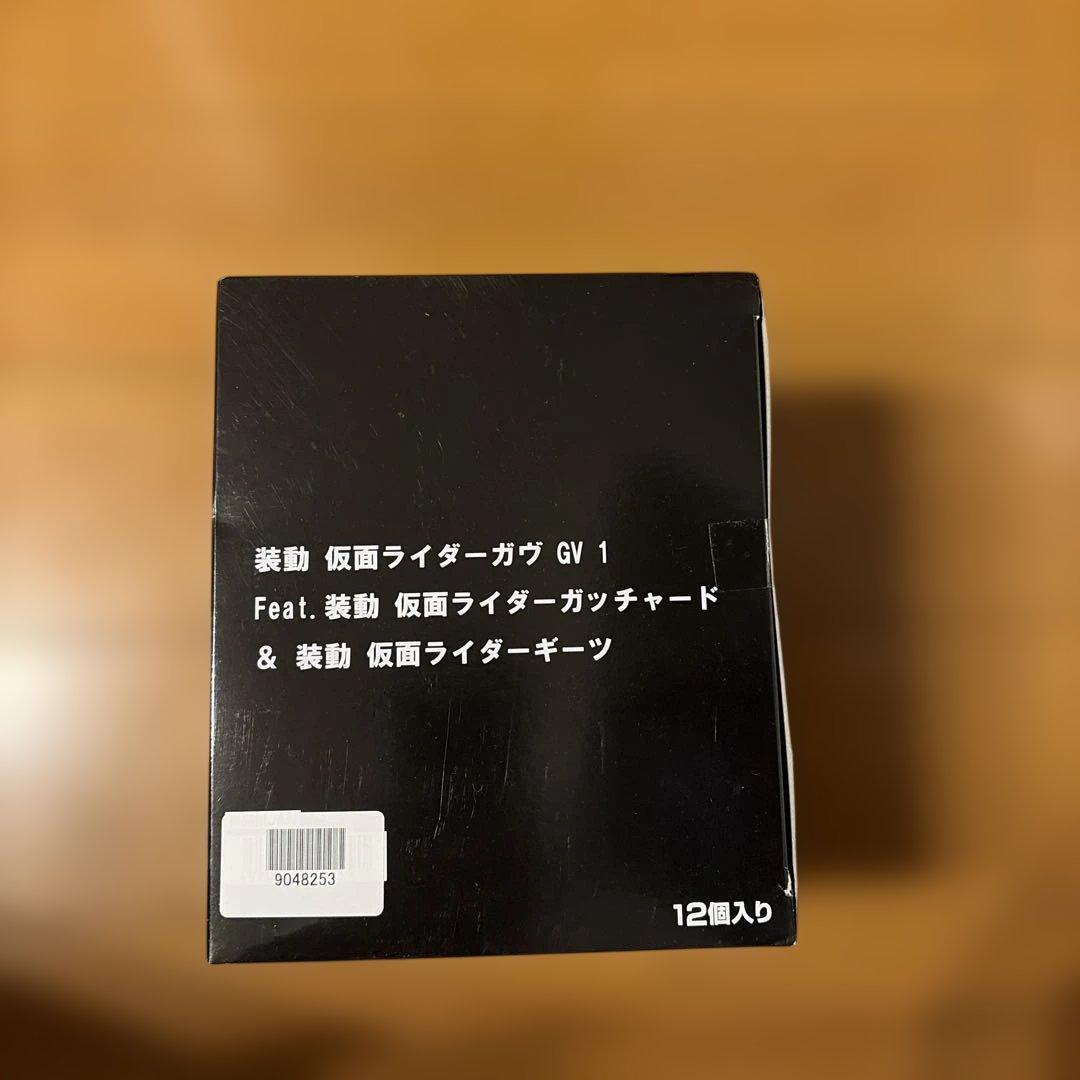 装動 仮面ライダーガヴ GV 1
Feat.装動 仮面ライダーガッチャード
& 装動 仮面ライダーギーツ
9048253
12個入り